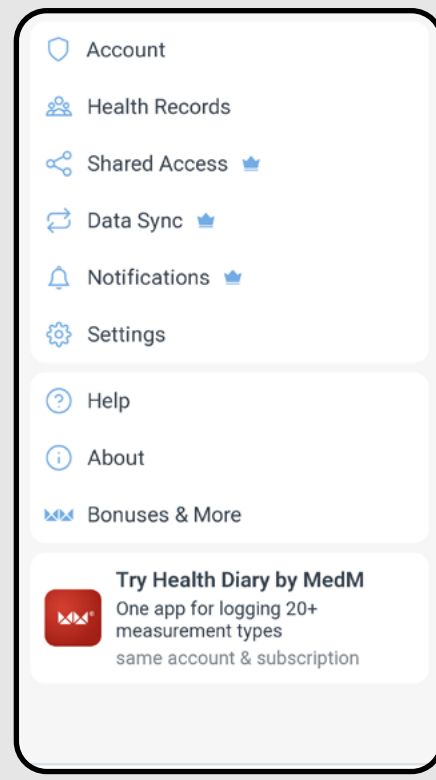 Account
Health Records
Shared Access
Data Sync
Notifications
Settings
Help
About
Bonuses & More
Try Health Diary by MedM
One app for logging 20+
measurement types
same account & subscription